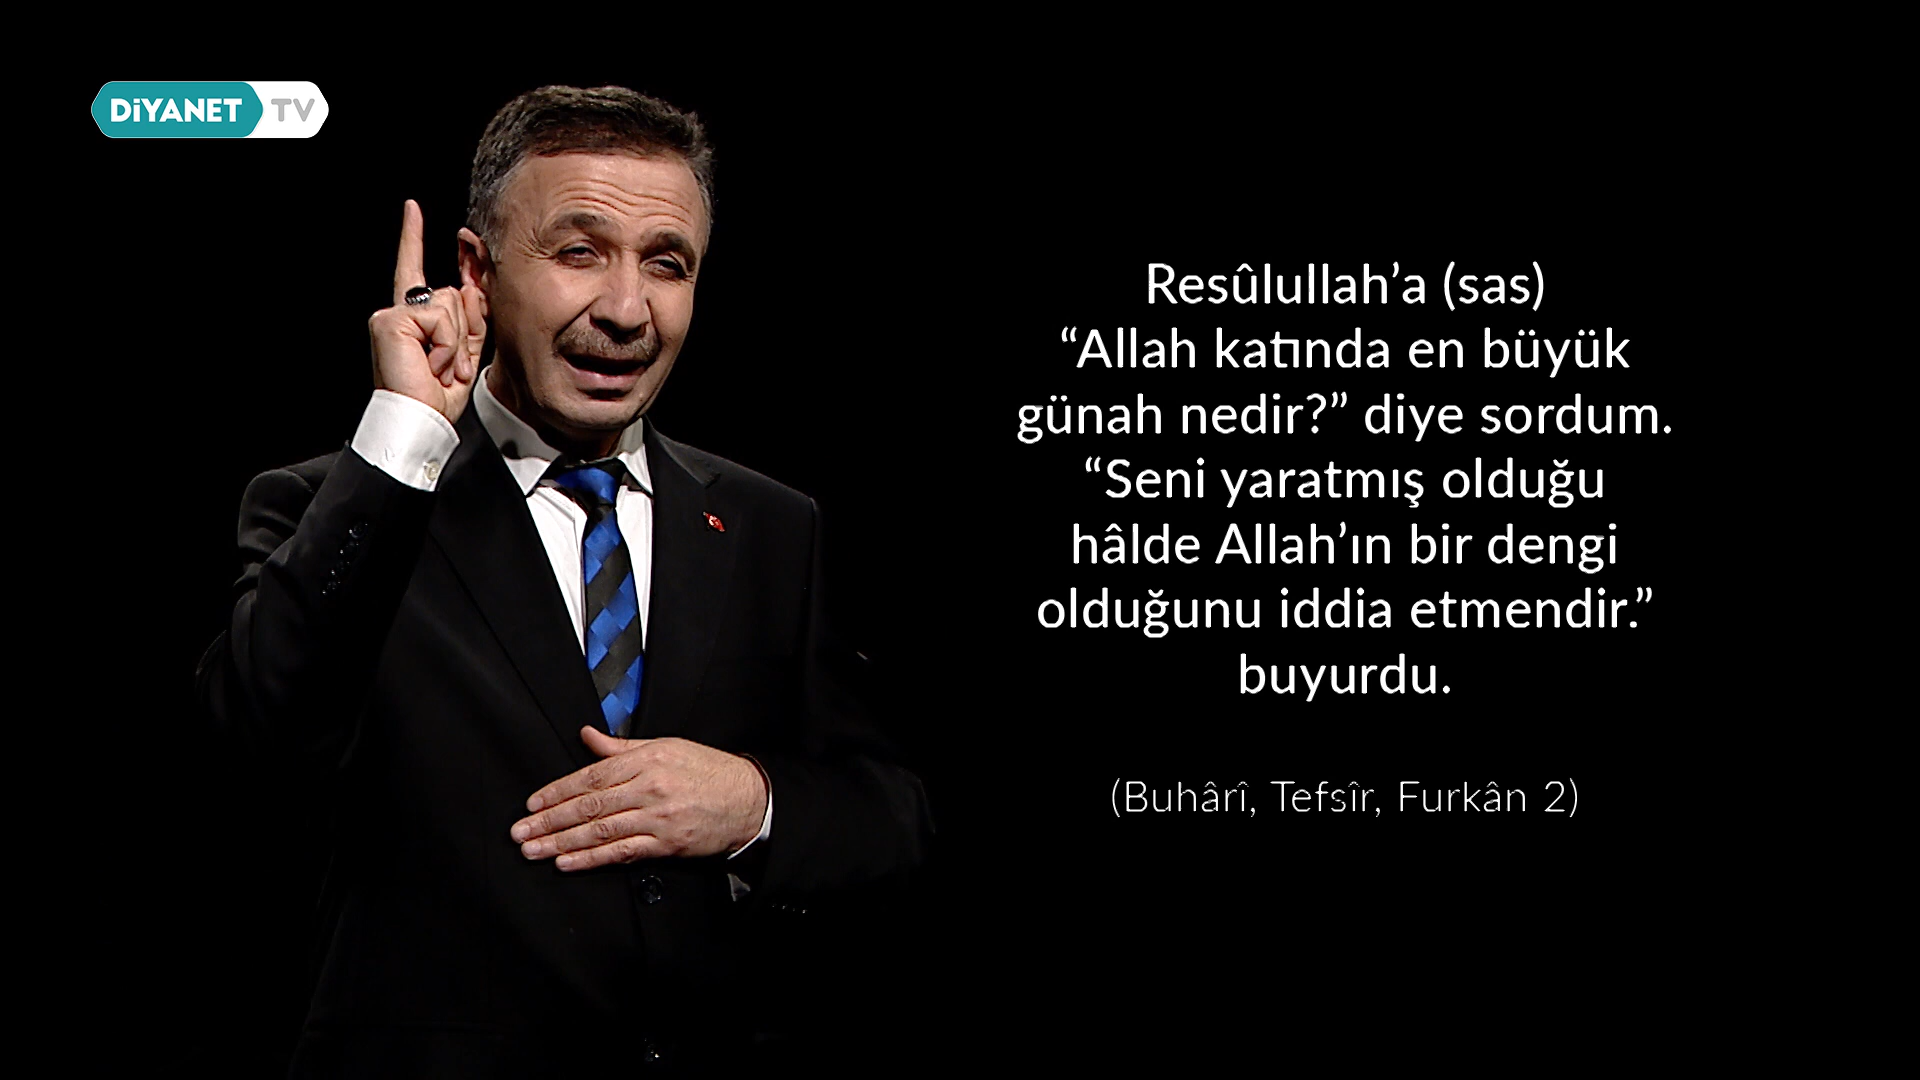 DİYANET TV
Resûlullah’a (sas)
“Allah katında en büyük
günah nedir?” diye sordum.
“Seni yaratmış olduğu
hâlde Allah’ın bir dengi
olduğunu iddia etmendir.”
buyurdu.
(Buhârî, Tefsîr, Furkân 2)